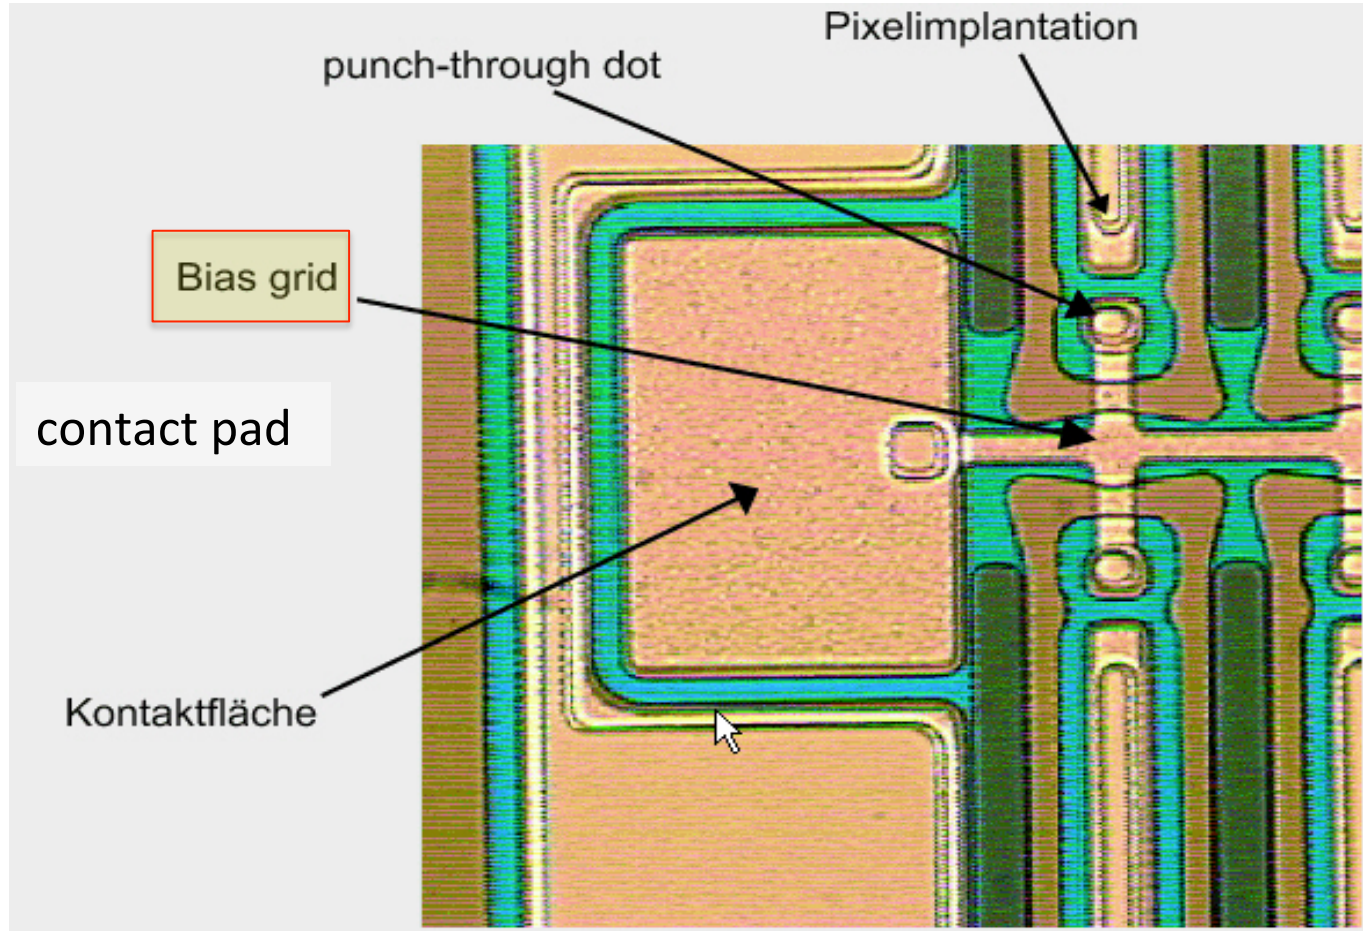 Pixelimplantation
punch-through dot
Bias grid
contact pad
Kontaktfläche